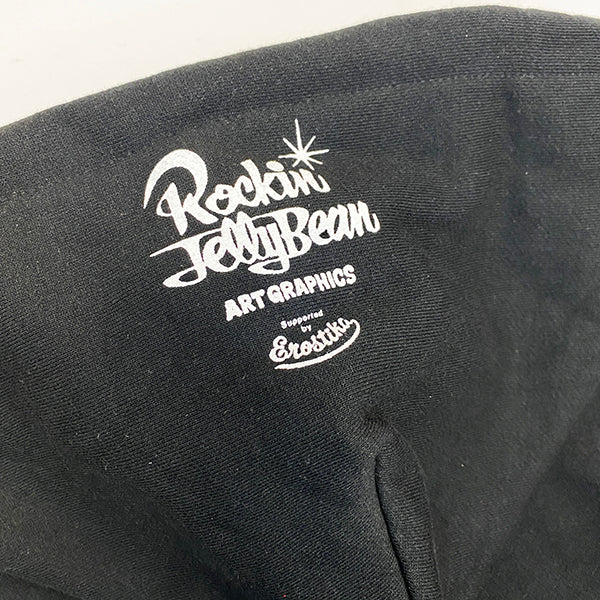 Rockin'
JellyBean
ART GRAPHICS
Supported
by
Erostika